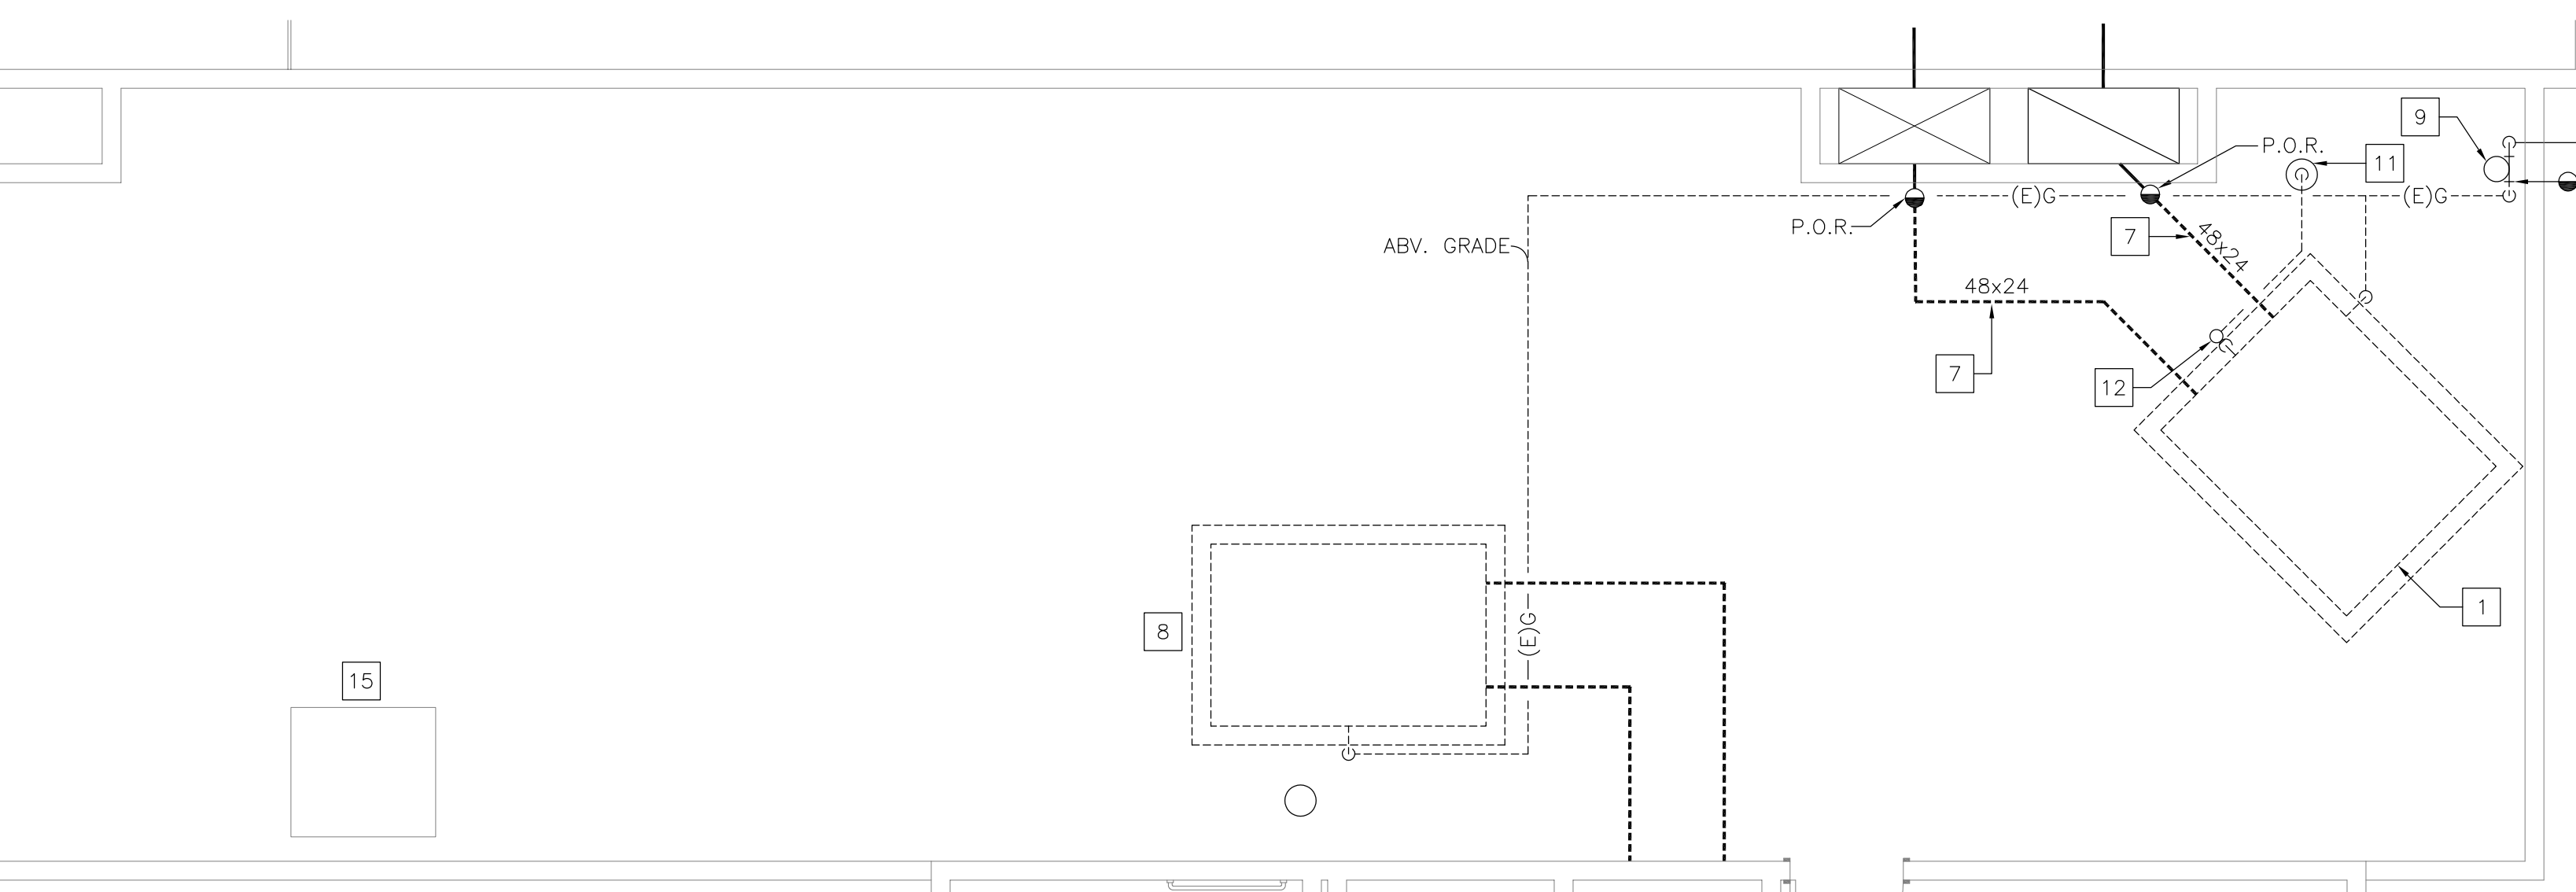 9
P.O.R.
11
(E)G
(E)G
P.O.R.
7
48x24
ABV. GRADE
48x24
7
12
1
8
(E)G
15